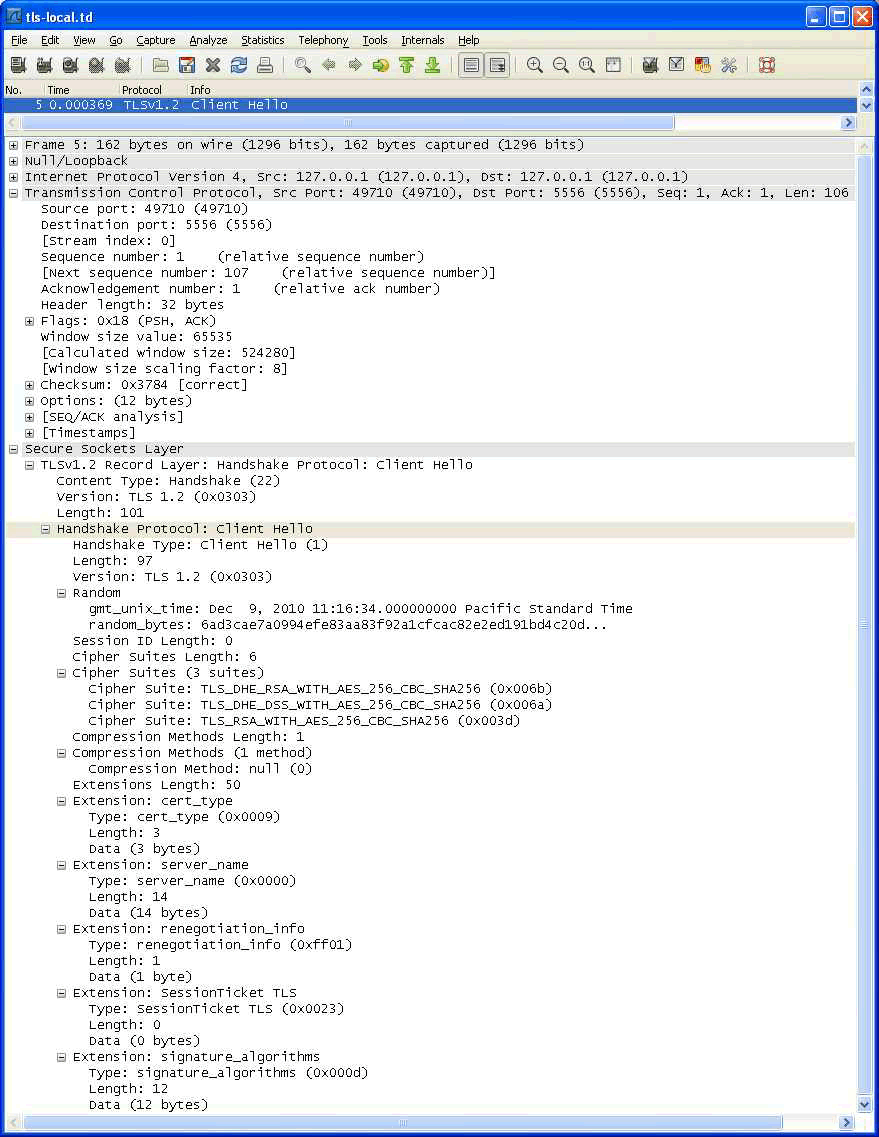 tls-local.td
File Edit View Go Capture Analyze Statistics Telephony Tools Internals Help
No. Time Protocol Info
5 0.000369 TLSv1.2 Client Hello
Frame 5: 162 bytes on wire (1296 bits), 162 bytes captured (1296 bits)
Null/Loopback
Internet Protocol Version 4, Src: 127.0.0.1 (127.0.0.1), Dst: 127.0.0.1 (127.0.0.1)
Transmission Control Protocol, Src Port: 49710 (49710), Dst Port: 5556 (5556), Seq: 1, Ack: 1, Len: 106
Source port: 49710 (49710)
Destination port: 5556 (5556)
[Stream index: 0]
Sequence number: 1 (relative sequence number)
[Next sequence number: 107 (relative sequence number)]
Acknowledgement number: 1 (relative ack number)
Header length: 32 bytes
Flags: 0x18 (PSH, ACK)
Window size value: 65535
[Calculated window size: 524280]
[Window size scaling factor: 8]
Checksum: 0x3784 [correct]
Options: (12 bytes)
[SEQ/ACK analysis]
[Timestamps]
Secure Sockets Layer
TLSv1.2 Record Layer: Handshake Protocol: Client Hello
Content Type: Handshake (22)
Version: TLS 1.2 (0x0303)
Length: 101
Handshake Protocol: Client Hello
Handshake Type: Client Hello (1)
Length: 97
Version: TLS 1.2 (0x0303)
Random
gmt_unix_time: Dec 9, 2010 11:16:34.000000000 Pacific Standard Time
random_bytes: 6ad3cae7a0994efe83aa83f92a1cfcac82e2ed191bd4c20d...
Session ID Length: 0
Cipher Suites Length: 6
Cipher Suites (3 suites)
Cipher Suite: TLS_DHE_RSA_WITH_AES_256_CBC_SHA256 (0x006b)
Cipher Suite: TLS_DHE_DSS_WITH_AES_256_CBC_SHA256 (0x006a)
Cipher Suite: TLS_RSA_WITH_AES_256_CBC_SHA256 (0x003d)
Compression Methods Length: 1
Compression Methods (1 method)
Compression Method: null (0)
Extensions Length: 50
Extension: cert_type
Type: cert_type (0x0009)
Length: 3
Data (3 bytes)
Extension: server_name
Type: server_name (0x0000)
Length: 14
Data (14 bytes)
Extension: renegotiation_info
Type: renegotiation_info (0xff01)
Length: 1
Data (1 byte)
Extension: SessionTicket TLS
Type: SessionTicket TLS (0x0023)
Length: 0
Data (0 bytes)
Extension: signature_algorithms
Type: signature_algorithms (0x000d)
Length: 12
Data (12 bytes)